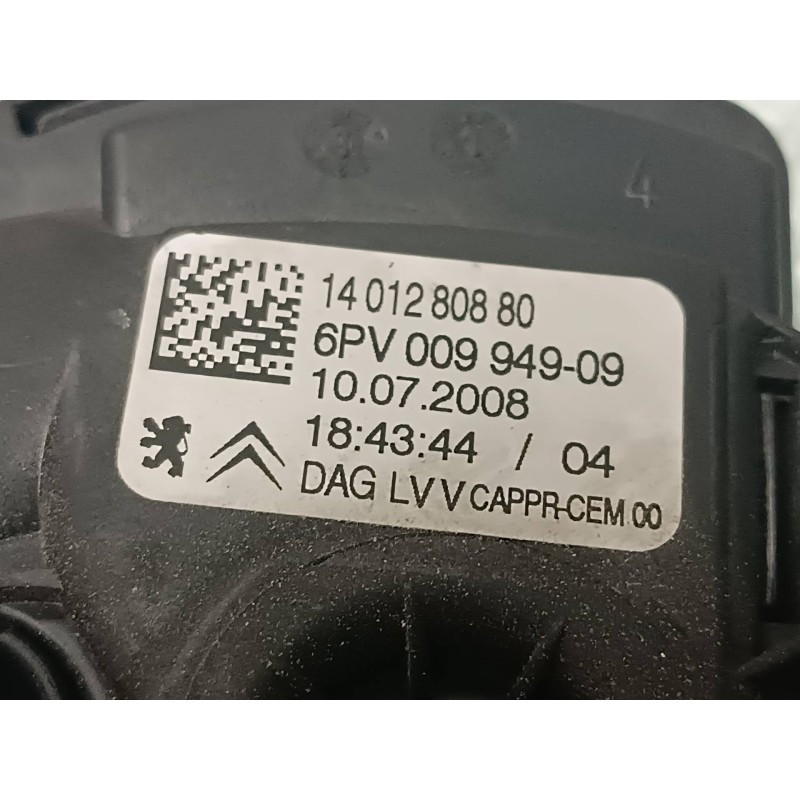 4
14 012 808 80
6PV 009 949-09
10.07.2008
18:43:44 / 04
DAG LV V CAPPR-CEM 00